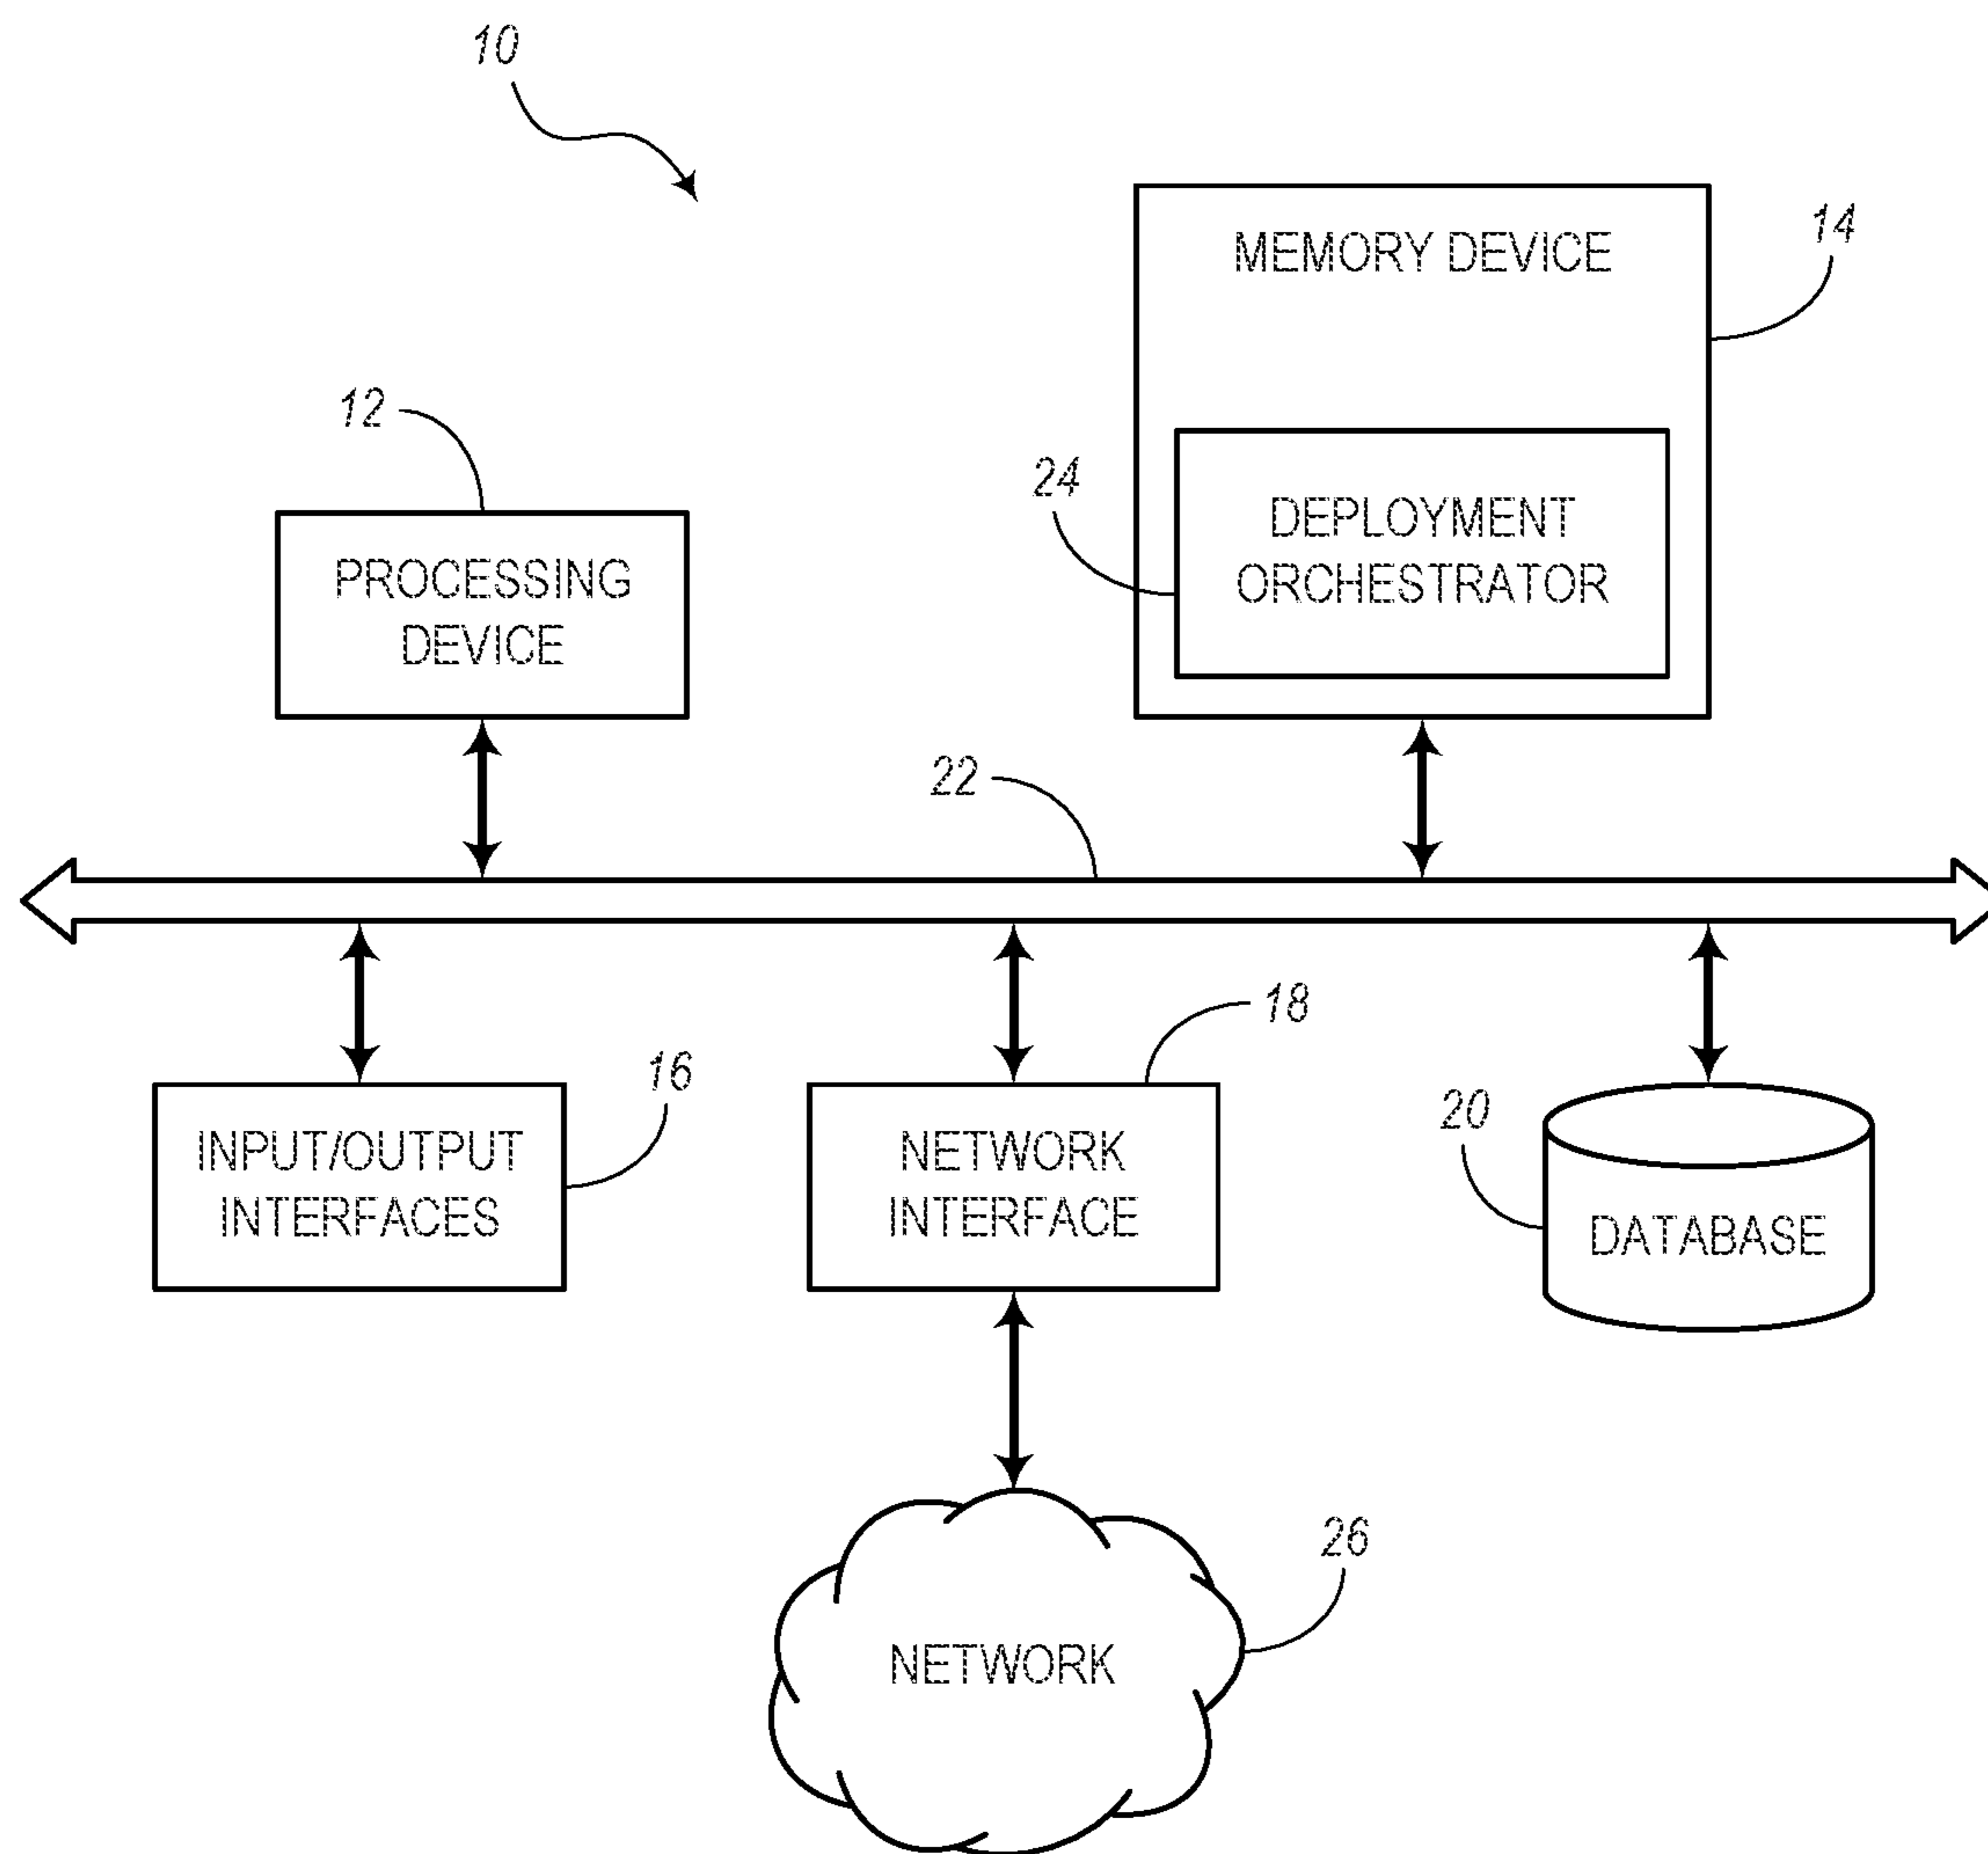 10
MEMORY DEVICE
14
12
24
DEPLOYMENT
ORCHESTRATOR
PROCESSING
DEVICE
22
18
16
20
INPUT/OUTPUT
INTERFACES
NETWORK
INTERFACE
DATABASE
26
NETWORK